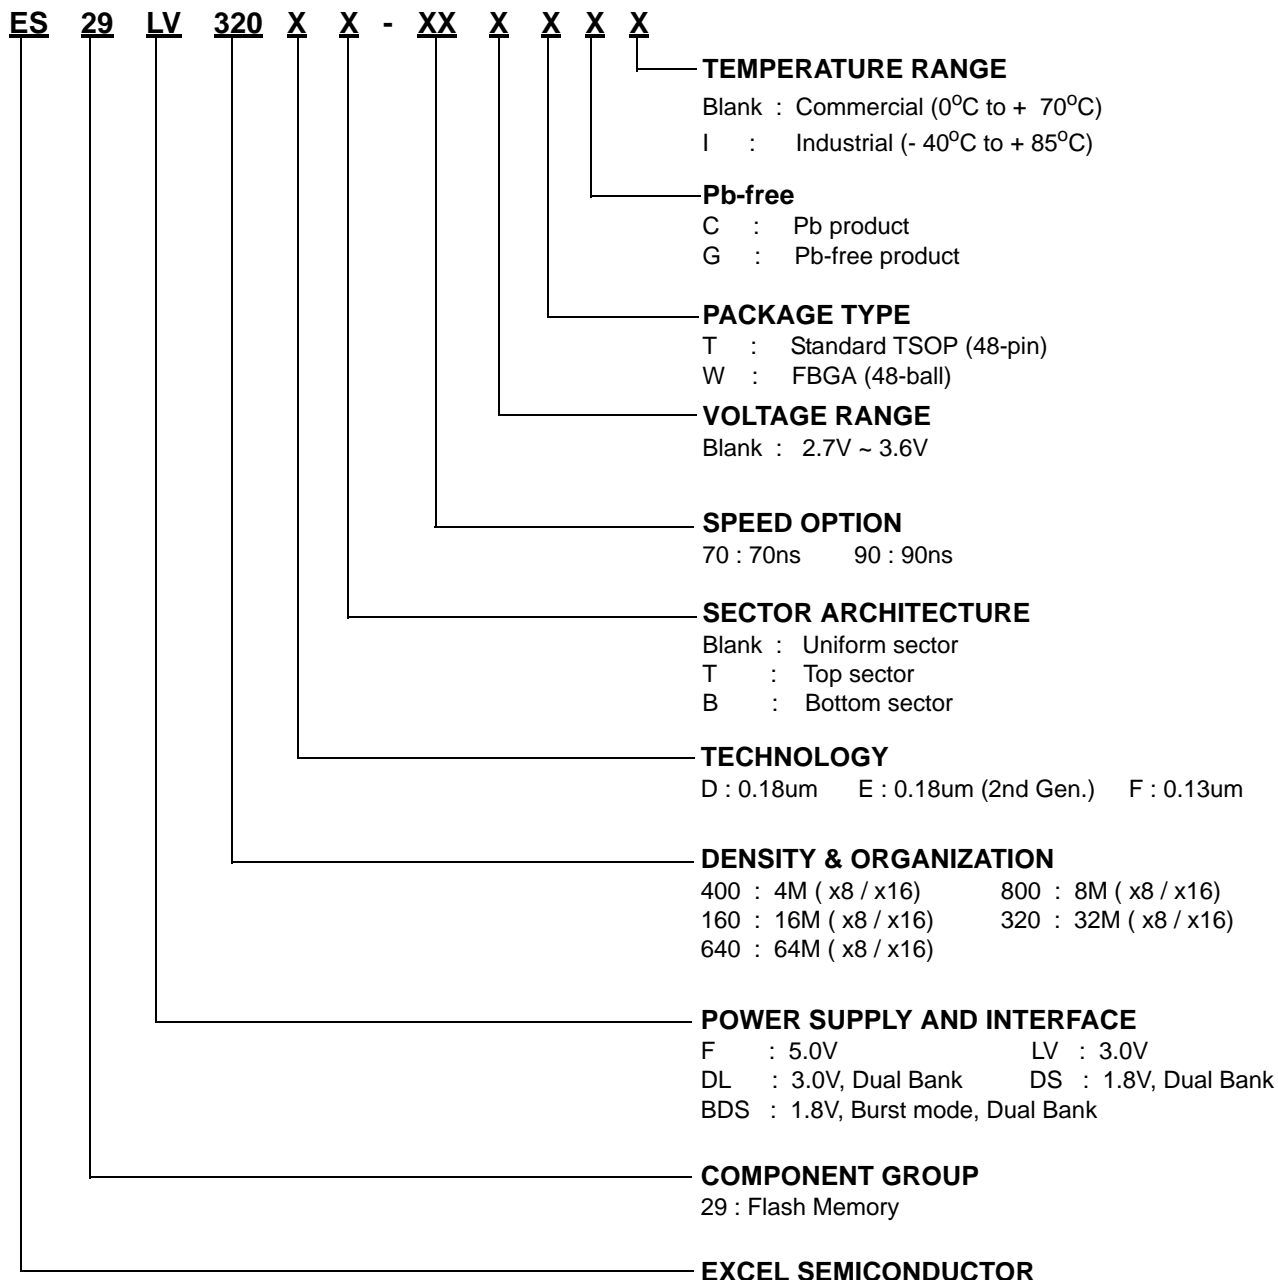 ES 29 LV 320 X X - XX X X X X
TEMPERATURE RANGE
Blank : Commercial (0°C to + 70°C)
I : Industrial (- 40°C to + 85°C)
Pb-free
C : Pb product
G : Pb-free product
PACKAGE TYPE
T : Standard TSOP (48-pin)
W : FBGA (48-ball)
VOLTAGE RANGE
Blank : 2.7V ~ 3.6V
SPEED OPTION
70 : 70ns 90 : 90ns
SECTOR ARCHITECTURE
Blank : Uniform sector
T : Top sector
B : Bottom sector
TECHNOLOGY
D : 0.18um E : 0.18um (2nd Gen.) F : 0.13um
DENSITY & ORGANIZATION
400 : 4M ( x8 / x16) 800 : 8M ( x8 / x16)
160 : 16M ( x8 / x16) 320 : 32M ( x8 / x16)
640 : 64M ( x8 / x16)
POWER SUPPLY AND INTERFACE
F : 5.0V LV : 3.0V
DL : 3.0V, Dual Bank DS : 1.8V, Dual Bank
BDS : 1.8V, Burst mode, Dual Bank
COMPONENT GROUP
29 : Flash Memory
EXCEL SEMICONDUCTOR